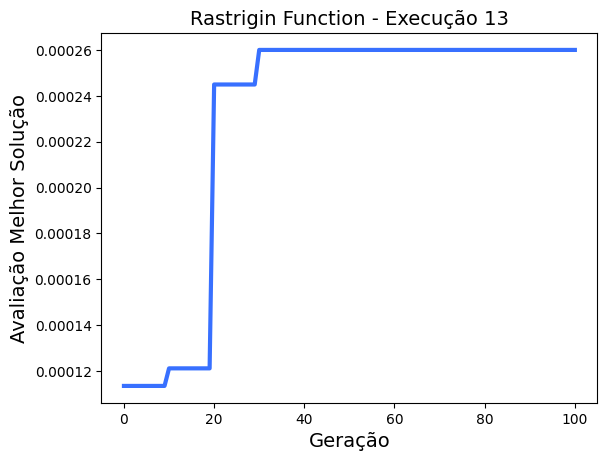 Rastrigin Function - Execução 13
Avaliação Melhor Solução
0.00026
0.00024
0.00022
0.00020
0.00018
0.00016
0.00014
0.00012
0 20 40 60 80 100
Geração